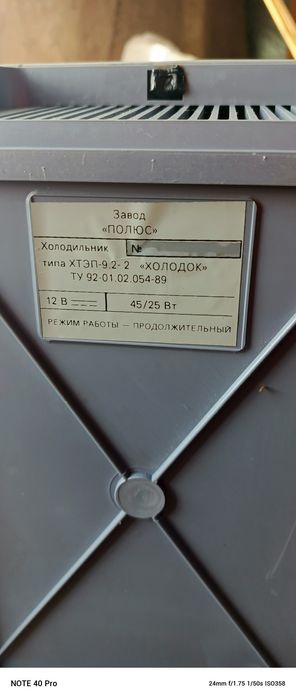 Завод
«ПОЛЮС»
Холодильник №
типа ХТЭП-9.2- 2 «ХОЛОДОК»
ТУ 92-01.02.054-89
12 В 45/25 Вт
РЕЖИМ РАБОТЫ — ПРОДОЛЖИТЕЛЬНЫЙ
NOTE 40 Pro 24mm f/1.75 1/50s ISO358